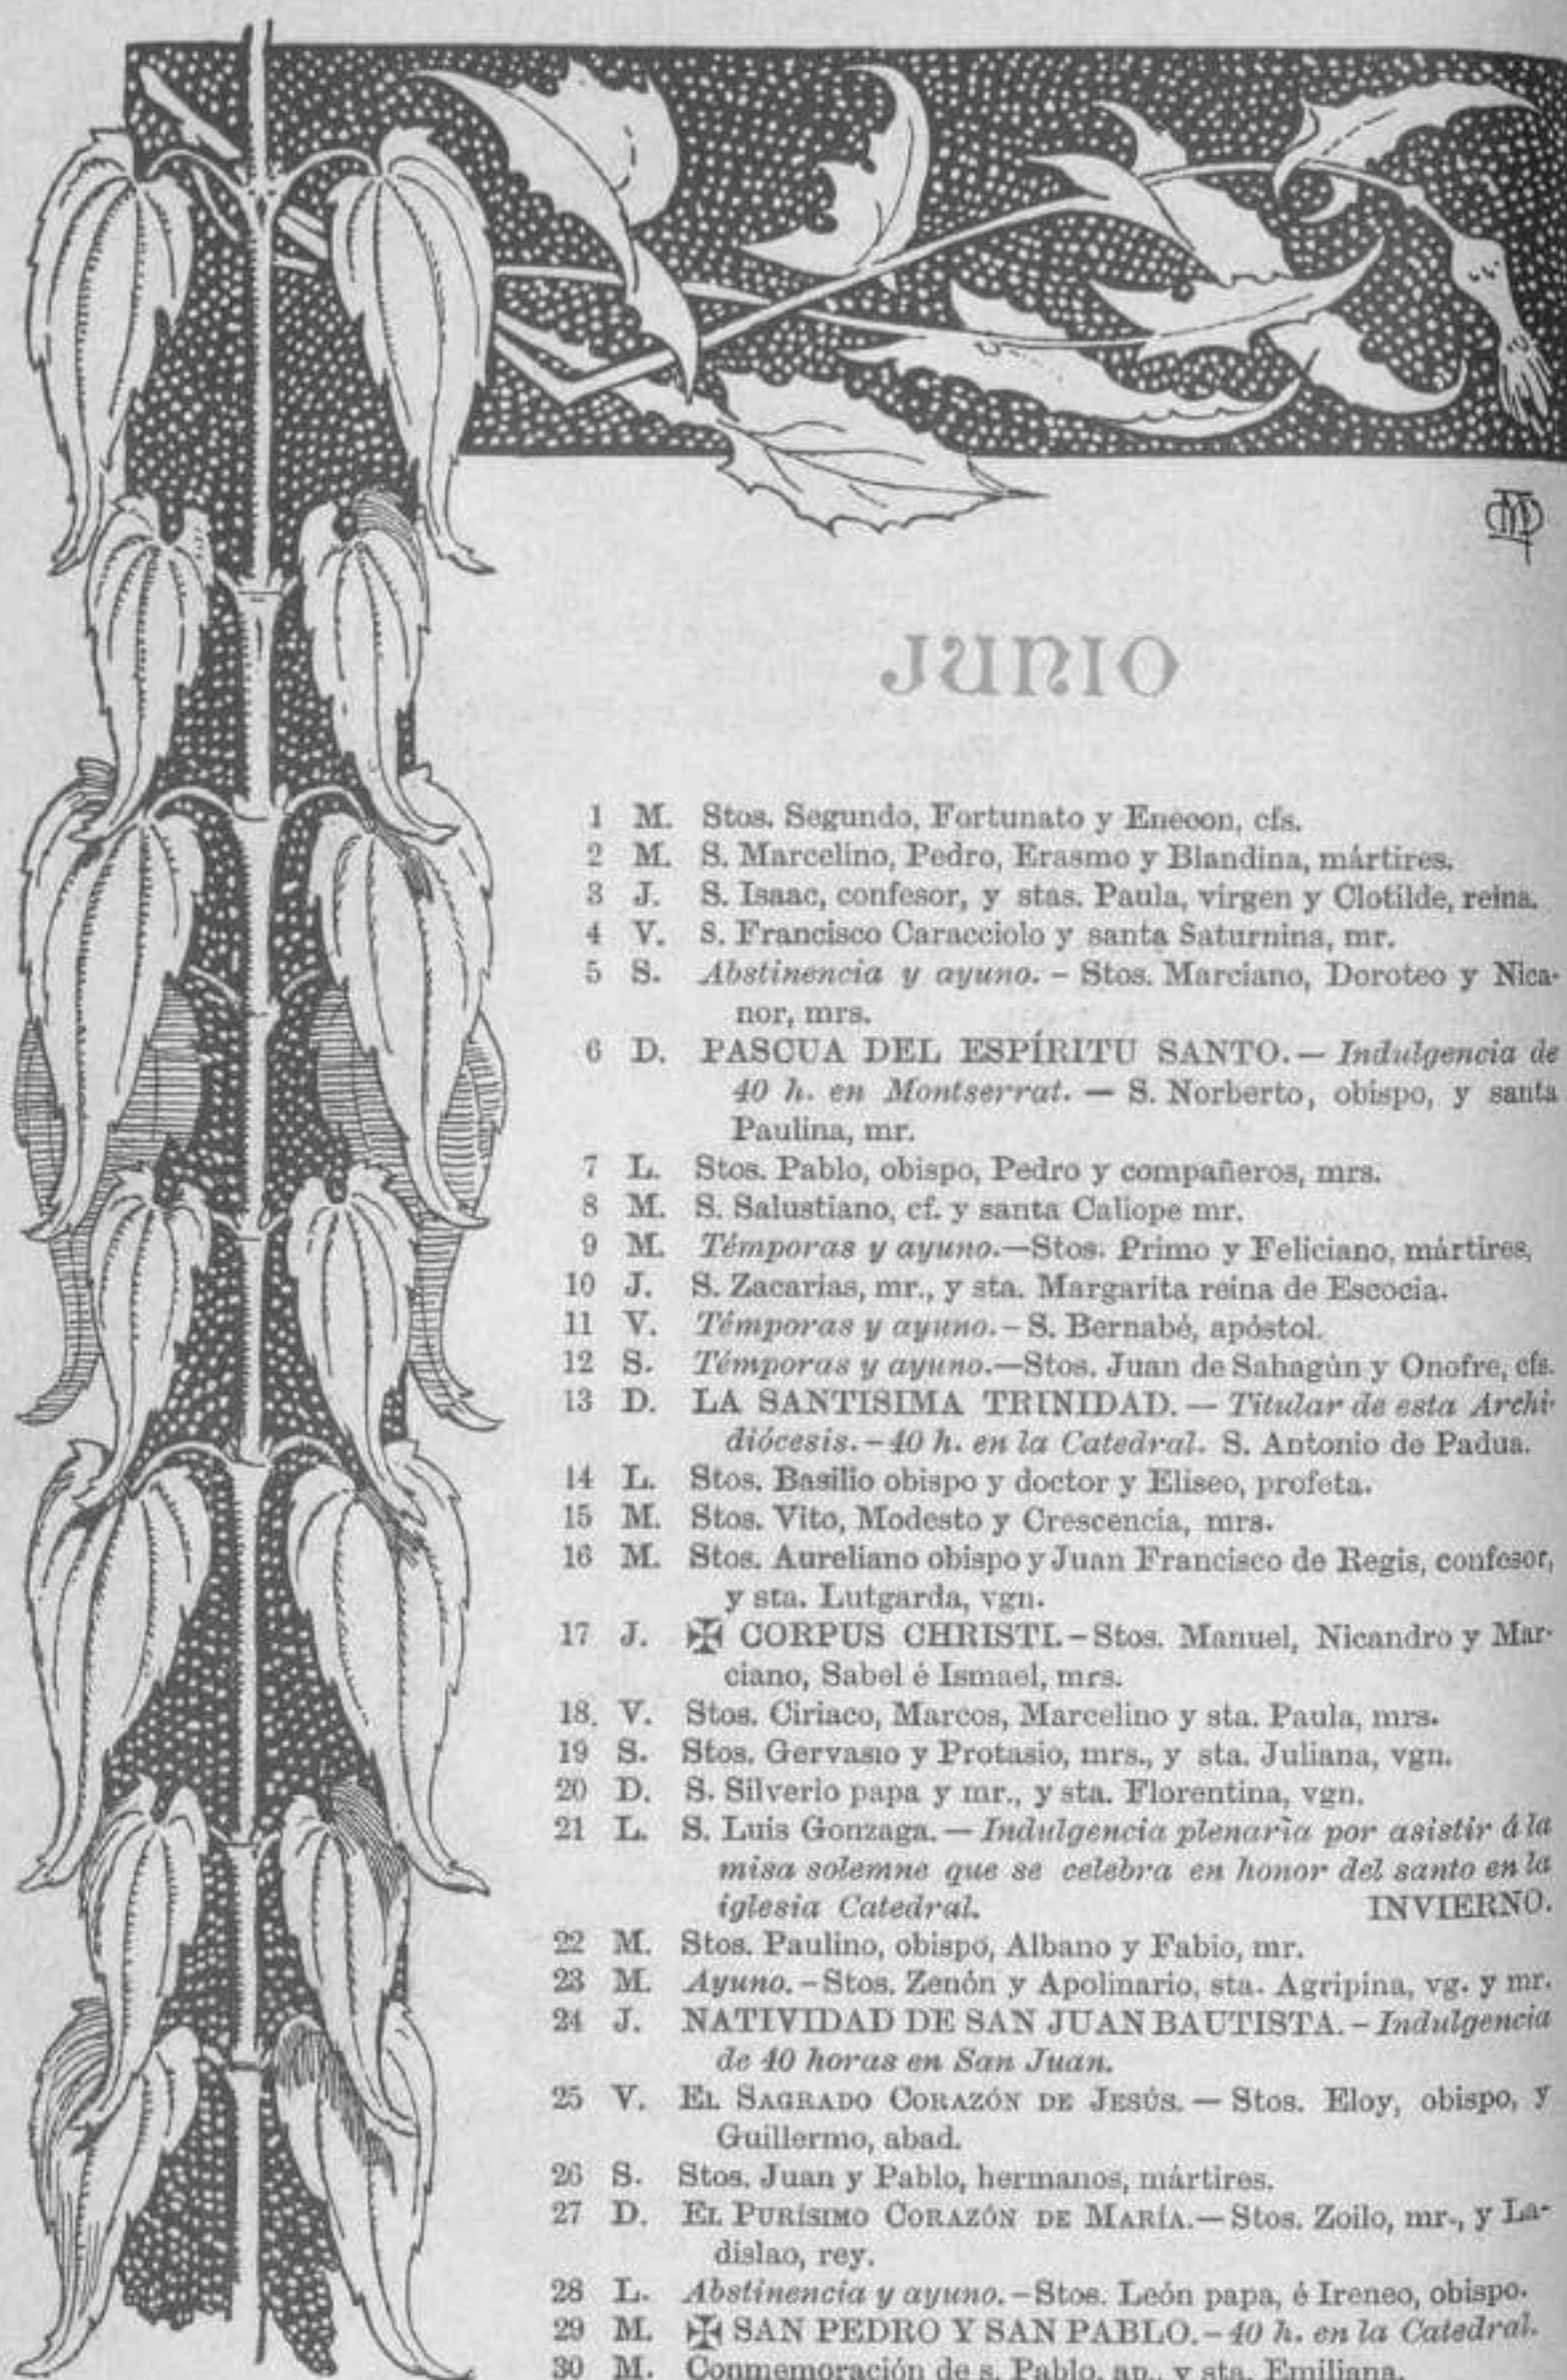 JUNIO
1 M. Stos. Segundo, Fortunato y Enecon, cfs.
2 M. S. Marcelino, Pedro, Erasmo y Blandina, mártires.
3 J. S. Isaac, confesor, y stas. Paula, virgen y Clotilde, reina.
4 V. S. Francisco Caracciolo y santa Saturnina, mr.
5 S. Abstinencia y ayuno. - Stos. Marciano, Doroteo y Nica-
nor, mrs.
6 D. PASCUA DEL ESPÍRITU SANTO. — Indulgencia de
40 h. en Montserrat. — S. Norberto, obispo, y santa
Paulina, mr.
7 L. Stos. Pablo, obispo, Pedro y compañeros, mrs.
8 M. S. Salustiano, cf. y santa Caliope mr.
9 M. Témporas y ayuno.—Stos. Primo y Feliciano, mártires,
10 J. S. Zacarias, mr., y sta. Margarita reina de Escocia.
11 V. Témporas y ayuno. - S. Bernabé, apóstol.
12 S. Témporas y ayuno.—Stos. Juan de Sahagùn y Onofre, cfs.
13 D. LA SANTISIMA TRINIDAD. — Titular de esta Archi-
diócesis. - 40 h. en la Catedral. S. Antonio de Padua.
14 L. Stos. Basilio obispo y doctor y Eliseo, profeta.
15 M. Stos. Vito, Modesto y Crescencia, mrs.
16 M. Stos. Aureliano obispo y Juan Francisco de Regis, confesor,
y sta. Lutgarda, vgn.
17 J. ✠ CORPUS CHRISTI. - Stos. Manuel, Nicandro y Mar-
ciano, Sabel é Ismael, mrs.
18. V. Stos. Ciriaco, Marcos, Marcelino y sta. Paula, mrs.
19 S. Stos. Gervasio y Protasio, mrs., y sta. Juliana, vgn.
20 D. S. Silverio papa y mr., y sta. Florentina, vgn.
21 L. S. Luis Gonzaga. — Indulgencia plenaria por asistir á la
misa solemne que se celebra en honor del santo en la
iglesia Catedral. INVIERNO.
22 M. Stos. Paulino, obispo, Albano y Fabio, mr.
23 M. Ayuno. - Stos. Zenón y Apolinario, sta. Agripina, vg. y mr.
24 J. NATIVIDAD DE SAN JUAN BAUTISTA. - Indulgencia
de 40 horas en San Juan.
25 V. EL SAGRADO CORAZÓN DE JESÚS. — Stos. Eloy, obispo, y
Guillermo, abad.
26 S. Stos. Juan y Pablo, hermanos, mártires.
27 D. EL PURÍSIMO CORAZÓN DE MARÍA.— Stos. Zoilo, mr., y La-
dislao, rey.
28 L. Abstinencia y ayuno. - Stos. León papa, é Ireneo, obispo.
29 M. ✠ SAN PEDRO Y SAN PABLO. - 40 h. en la Catedral.
30 M. Conmemoración de s. Pablo, ap., y sta. Emiliana.